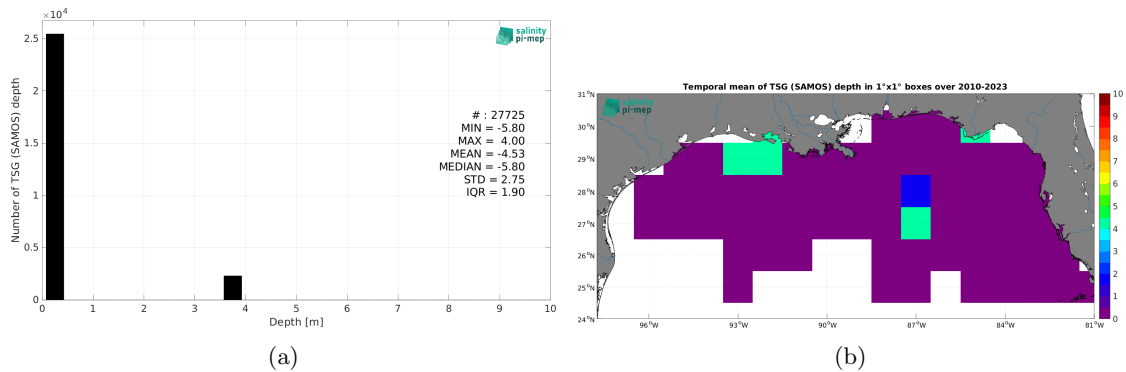 ×10⁴
salinity
pi-mep
2.5
2
1.5
1
0.5
0
Number of TSG (SAMOS) depth
# : 27725
MIN = -5.80
MAX = 4.00
MEAN = -4.53
MEDIAN = -5.80
STD = 2.75
IQR = 1.90
0 1 2 3 4 5 6 7 8 9 10
Depth [m]
(a)
Temporal mean of TSG (SAMOS) depth in 1°x1° boxes over 2010-2023
salinity
pi-mep
31°N
30°N
29°N
28°N
27°N
26°N
25°N
24°N
96°W 93°W 90°W 87°W 84°W 81°W
10
9
8
7
6
5
4
3
2
1
0
(b)